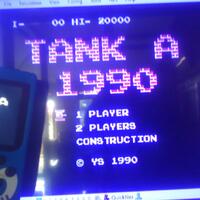 I- 00 HI- 20000
TANK A
1990
1 PLAYER
2 PLAYERS
CONSTRUCTION
© YS 1990
A